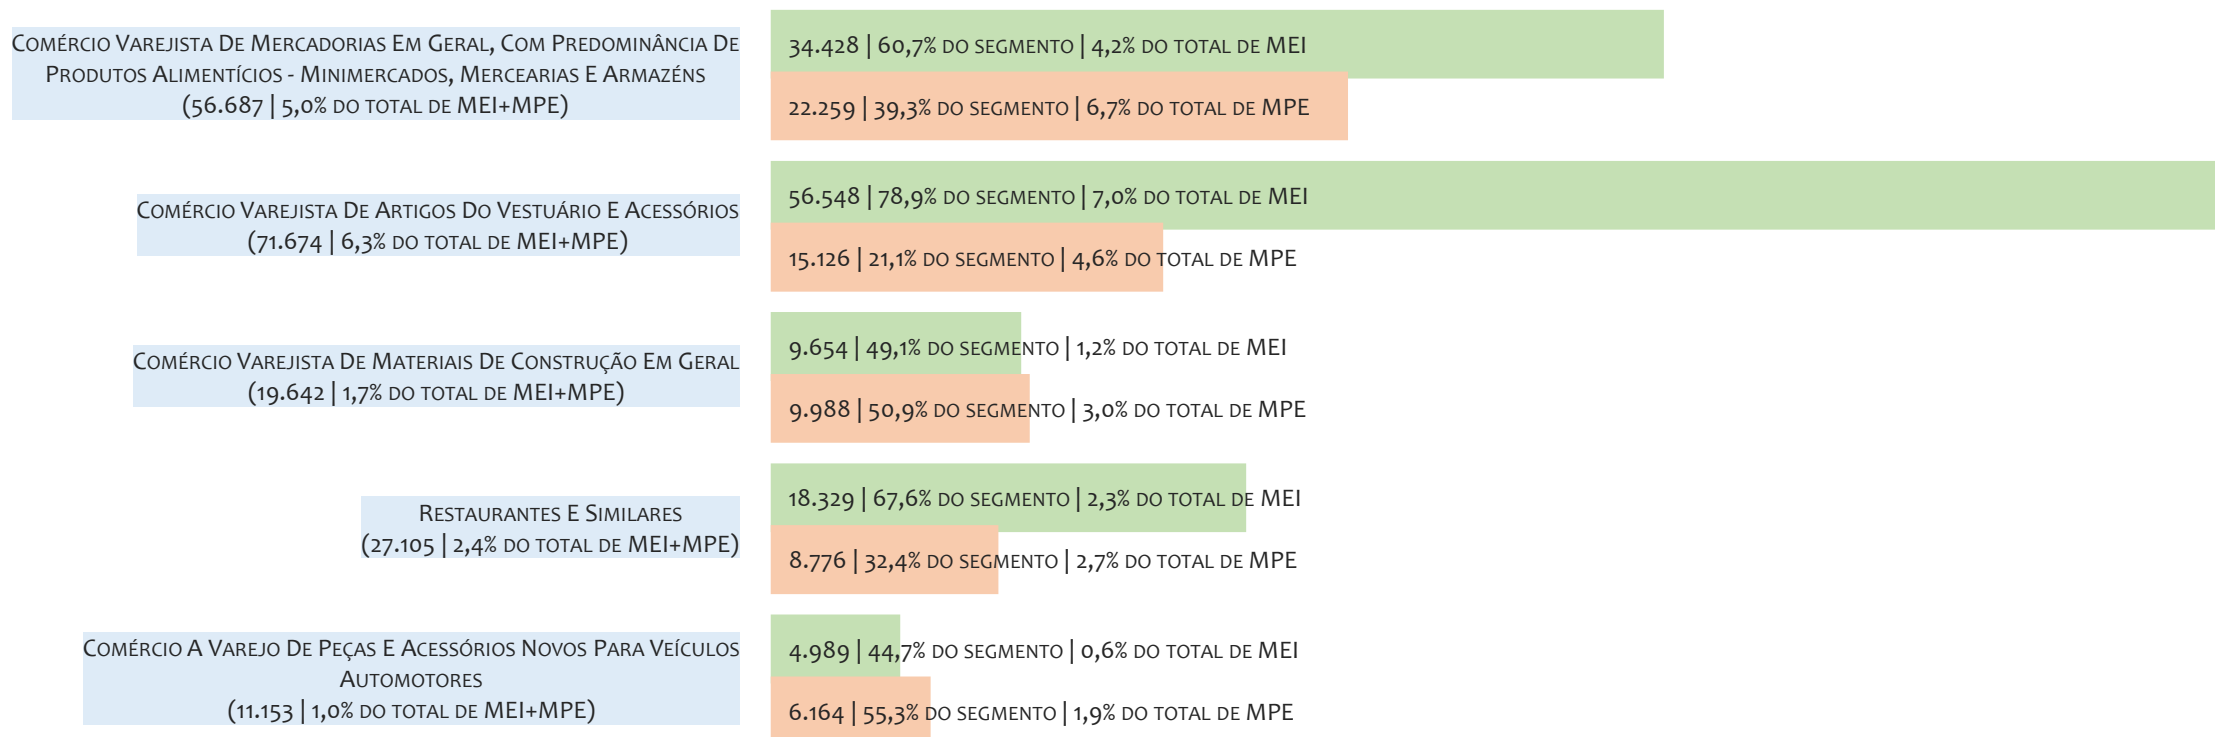 Comércio Varejista De Mercadorias Em Geral, Com Predominância De
Produtos Alimentícios - Minimercados, Mercearias E Armazéns
(56.687 | 5,0% do total de MEI+MPE)
34.428 | 60,7% do segmento | 4,2% do total de MEI
22.259 | 39,3% do segmento | 6,7% do total de MPE
Comércio Varejista De Artigos Do Vestuário E Acessórios
(71.674 | 6,3% do total de MEI+MPE)
56.548 | 78,9% do segmento | 7,0% do total de MEI
15.126 | 21,1% do segmento | 4,6% do total de MPE
Comércio Varejista De Materiais De Construção Em Geral
(19.642 | 1,7% do total de MEI+MPE)
9.654 | 49,1% do segmento | 1,2% do total de MEI
9.988 | 50,9% do segmento | 3,0% do total de MPE
Restaurantes E Similares
(27.105 | 2,4% do total de MEI+MPE)
18.329 | 67,6% do segmento | 2,3% do total de MEI
8.776 | 32,4% do segmento | 2,7% do total de MPE
Comércio A Varejo De Peças E Acessórios Novos Para Veículos
Automotores
(11.153 | 1,0% do total de MEI+MPE)
4.989 | 44,7% do segmento | 0,6% do total de MEI
6.164 | 55,3% do segmento | 1,9% do total de MPE